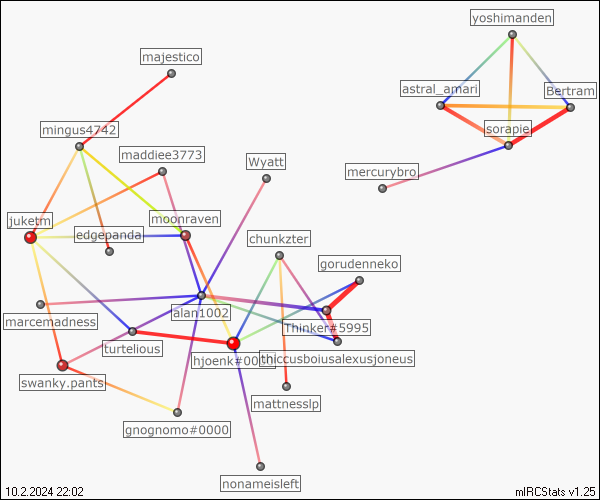 yoshimanden
majestico
astral_amari
Bertram
mingus4742
sorapie
maddiee3773
Wyatt
mercurybro
juketm
moonraven
edgepanda
chunkzter
gorudenneko
alan1002
marcemadness
Thinker#5995
turtelious
hjoenk#00
thiccusboiusalexusjoneus
swanky.pants
mattnesslp
gnognomo#0000
nonameisleft
10.2.2024 22:02
mIRCStats v1.25